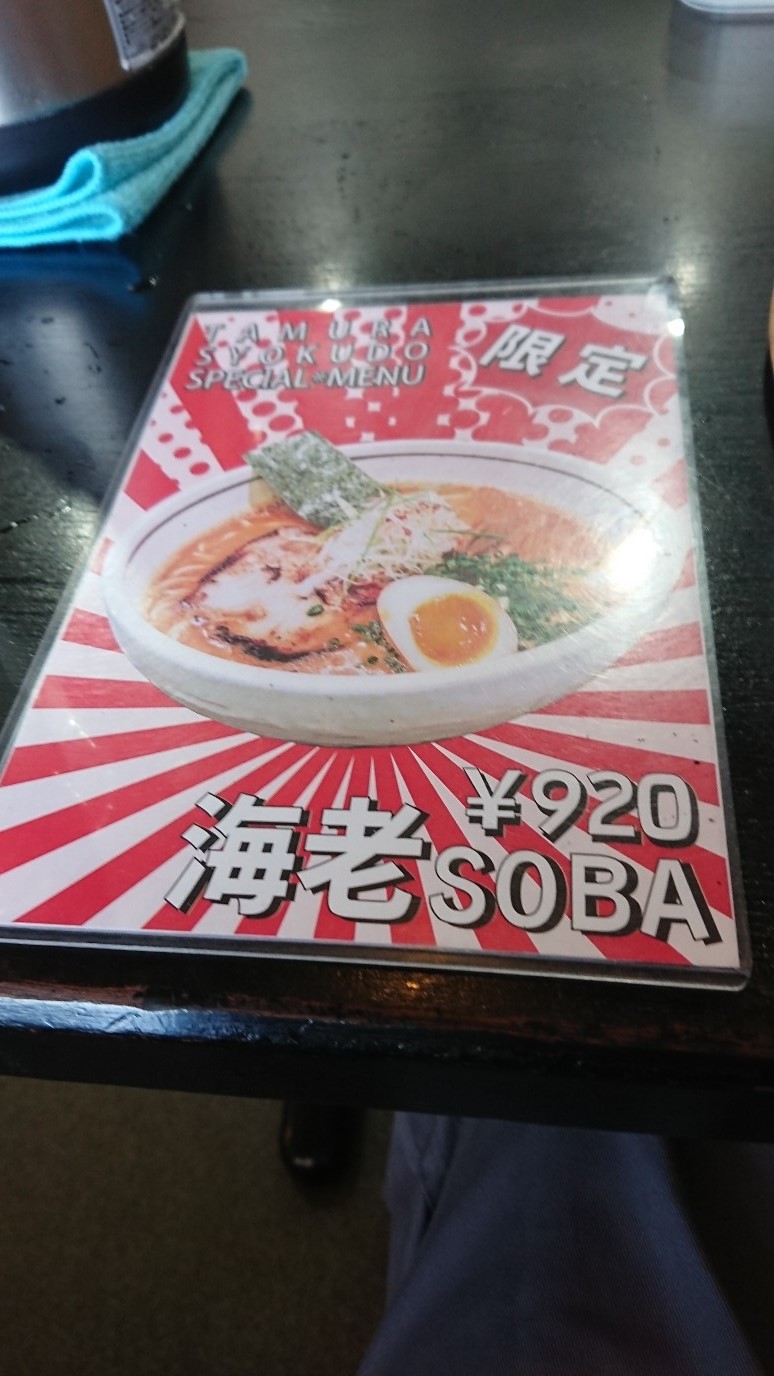 TAMURA
SYOKUDO
SPECIAL×MENU
限定
¥920
海老SOBA